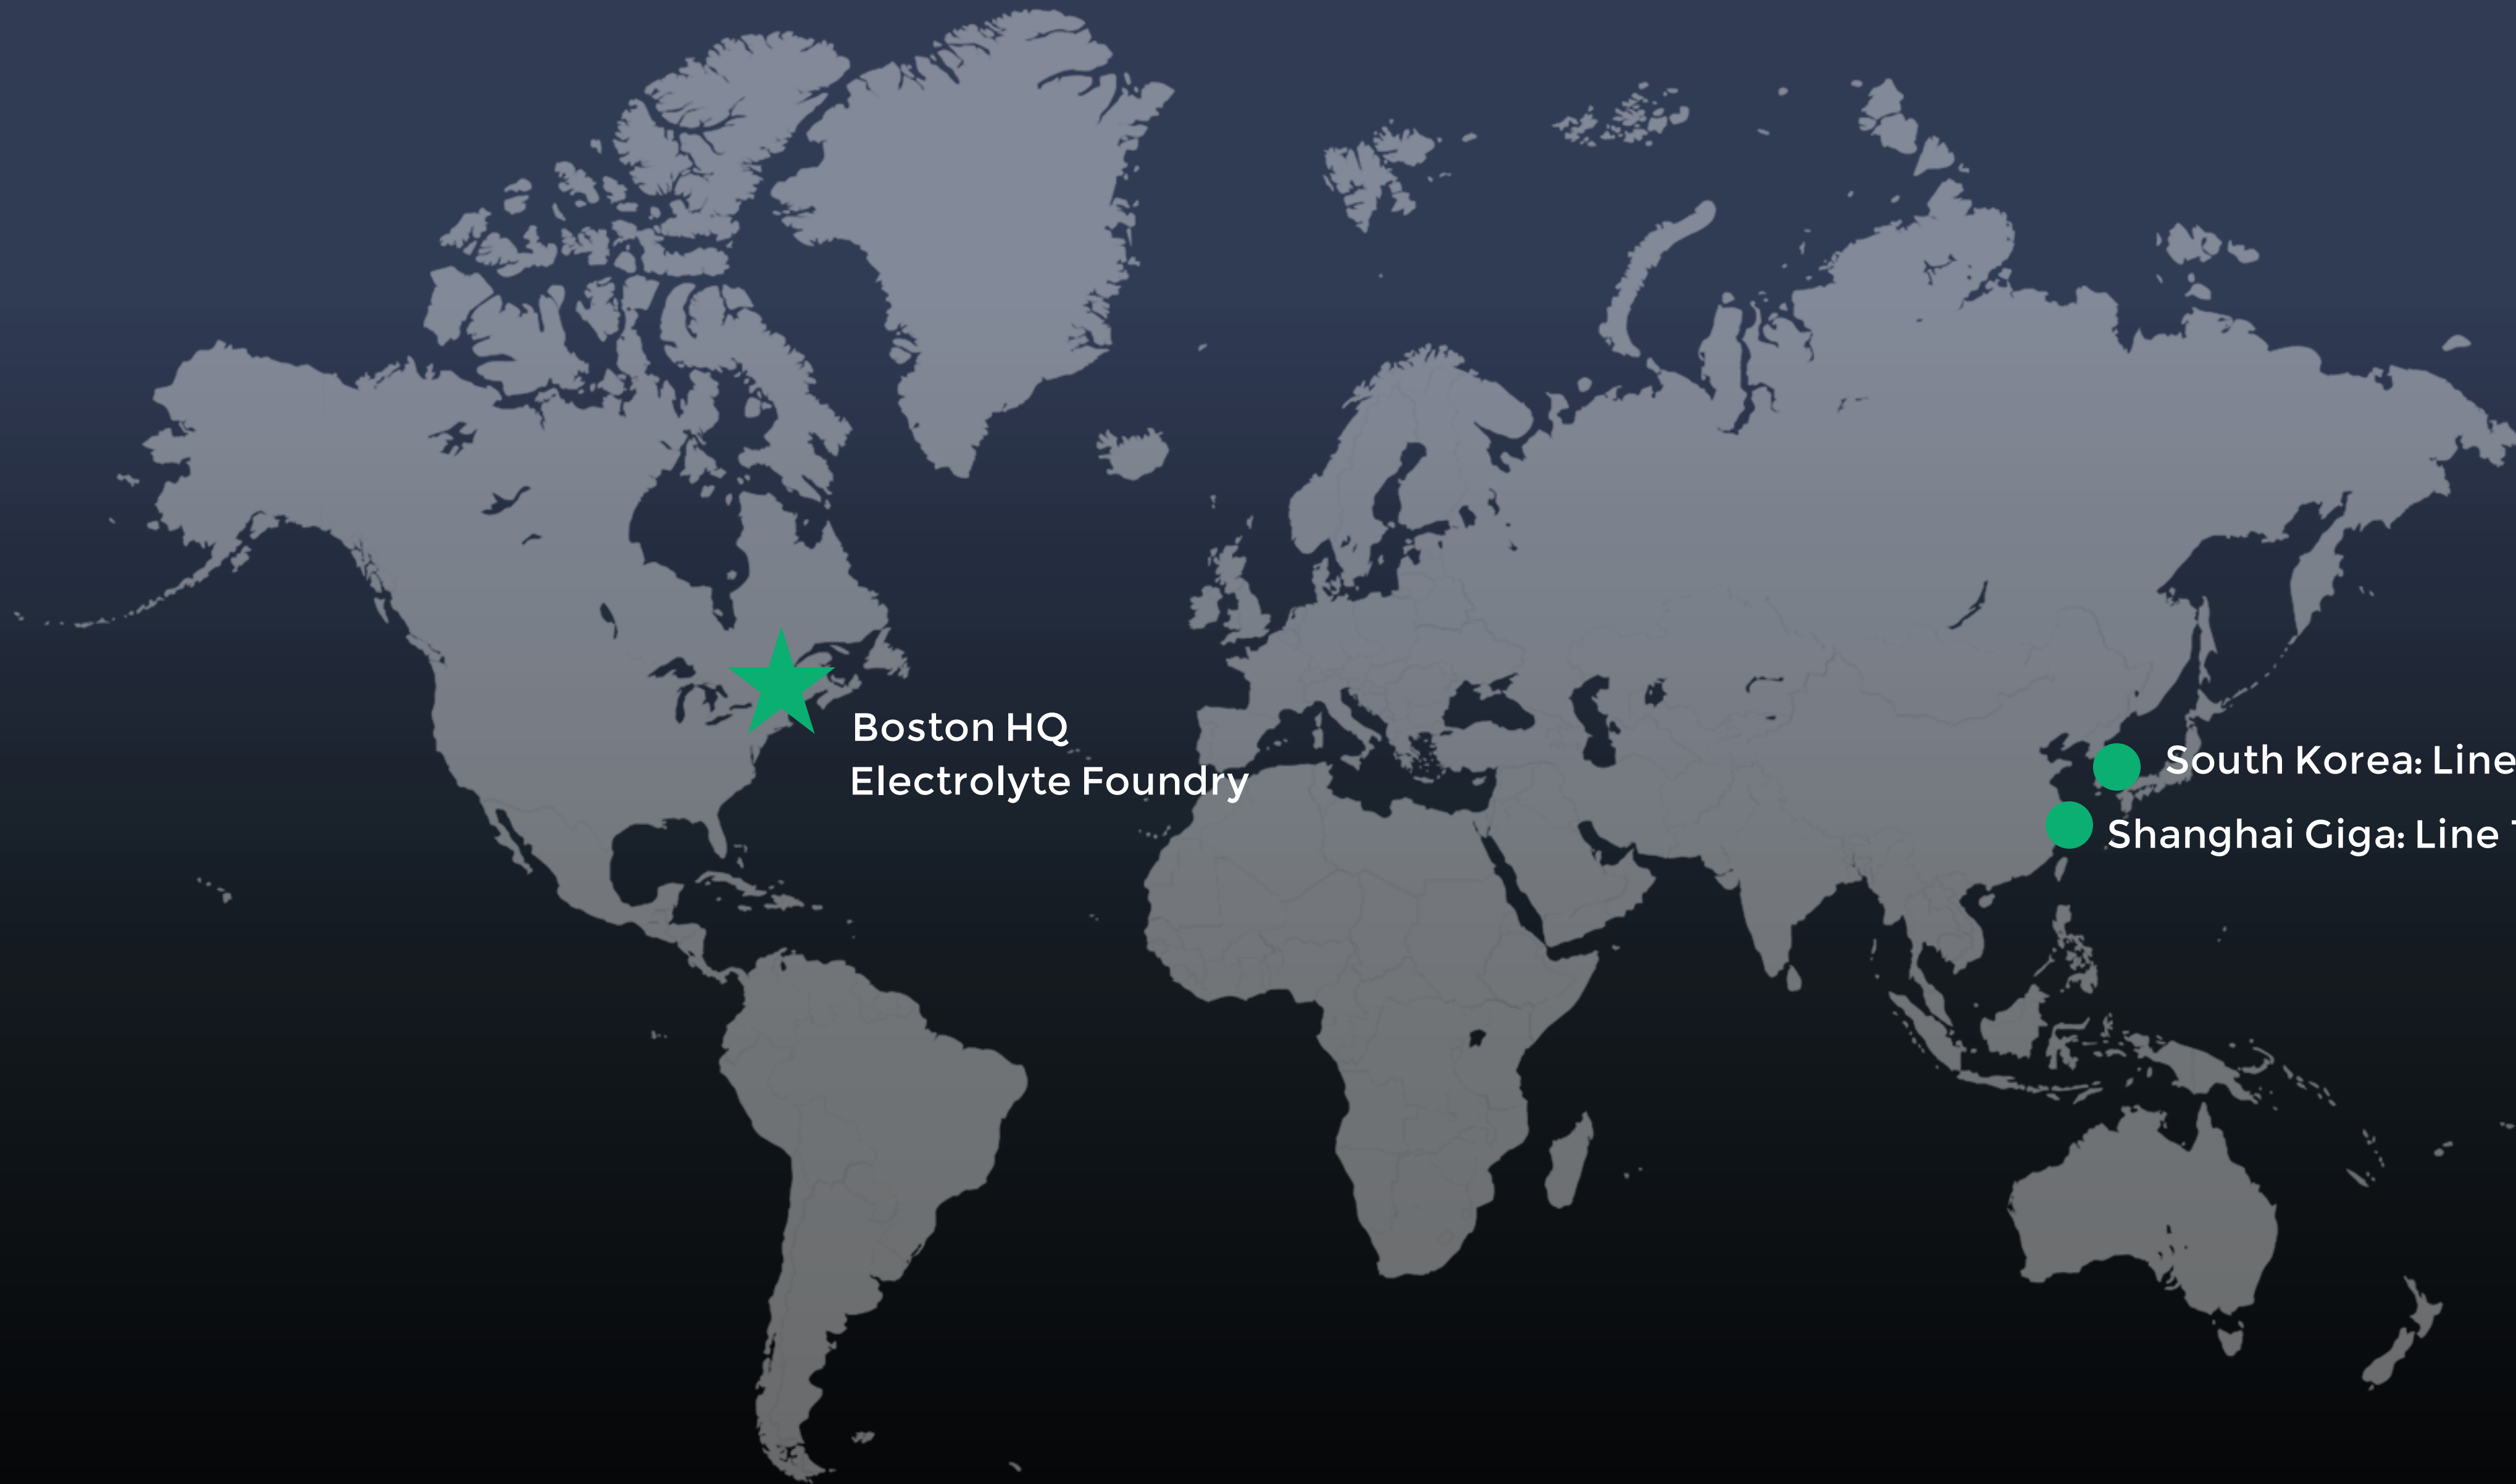 Boston HQ
Electrolyte Foundry
South Korea: Line
Shanghai Giga: Line